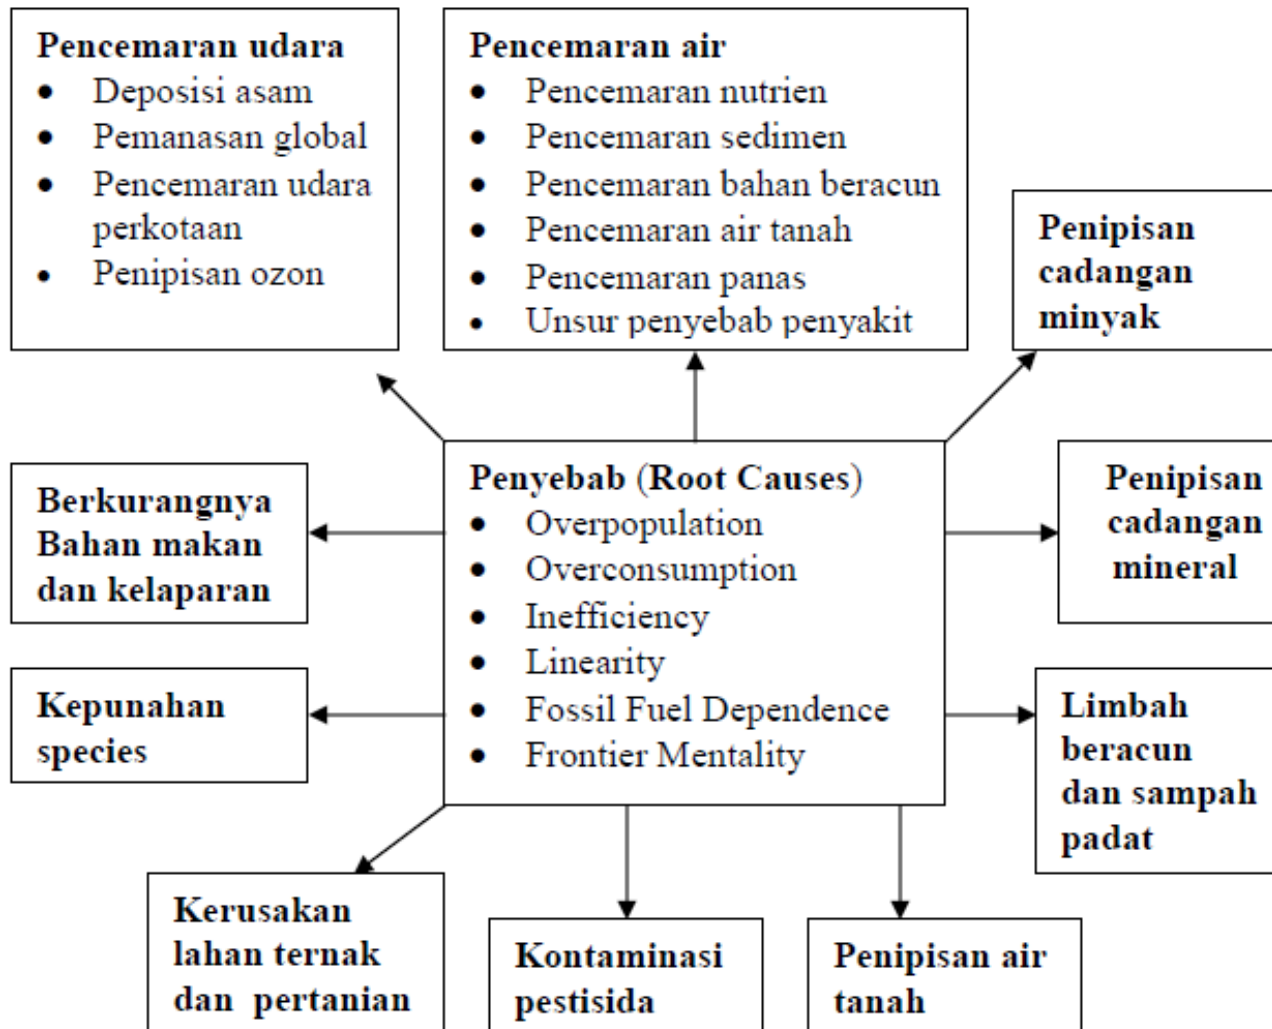 Pencemaran udara
• Deposisi asam
• Pemanasan global
• Pencemaran udara
perkotaan
• Penipisan ozon
Pencemaran air
• Pencemaran nutrien
• Pencemaran sedimen
• Pencemaran bahan beracun
• Pencemaran air tanah
• Pencemaran panas
• Unsur penyebab penyakit
Penipisan
cadangan
minyak
Berkurangnya
Bahan makan
dan kelaparan
Penyebab (Root Causes)
• Overpopulation
• Overconsumption
• Inefficiency
• Linearity
• Fossil Fuel Dependence
• Frontier Mentality
Penipisan
cadangan
mineral
Kepunahan
species
Limbah
beracun
dan sampah
padat
Kerusakan
lahan ternak
dan pertanian
Kontaminasi
pestisida
Penipisan air
tanah